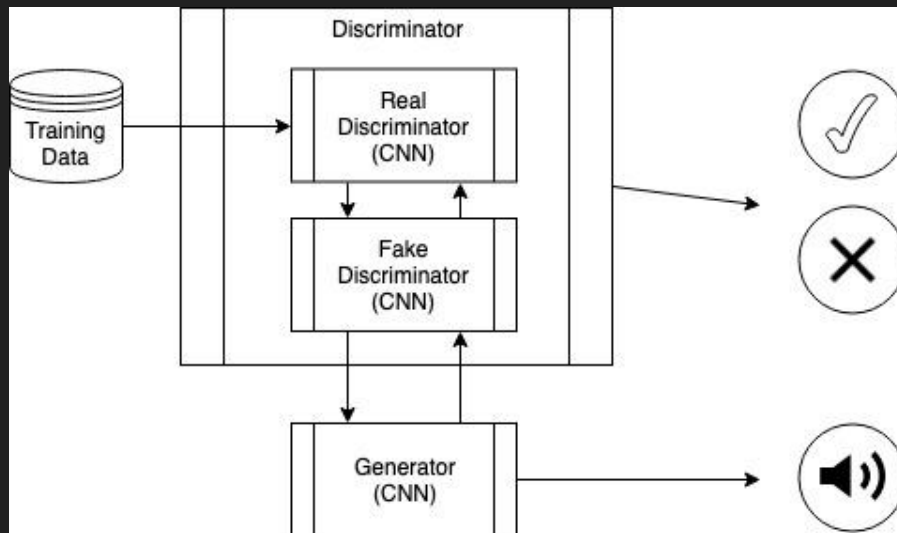 Discriminator
Training
Data
Real
Discriminator
(CNN)
Fake
Discriminator
(CNN)
Generator
(CNN)